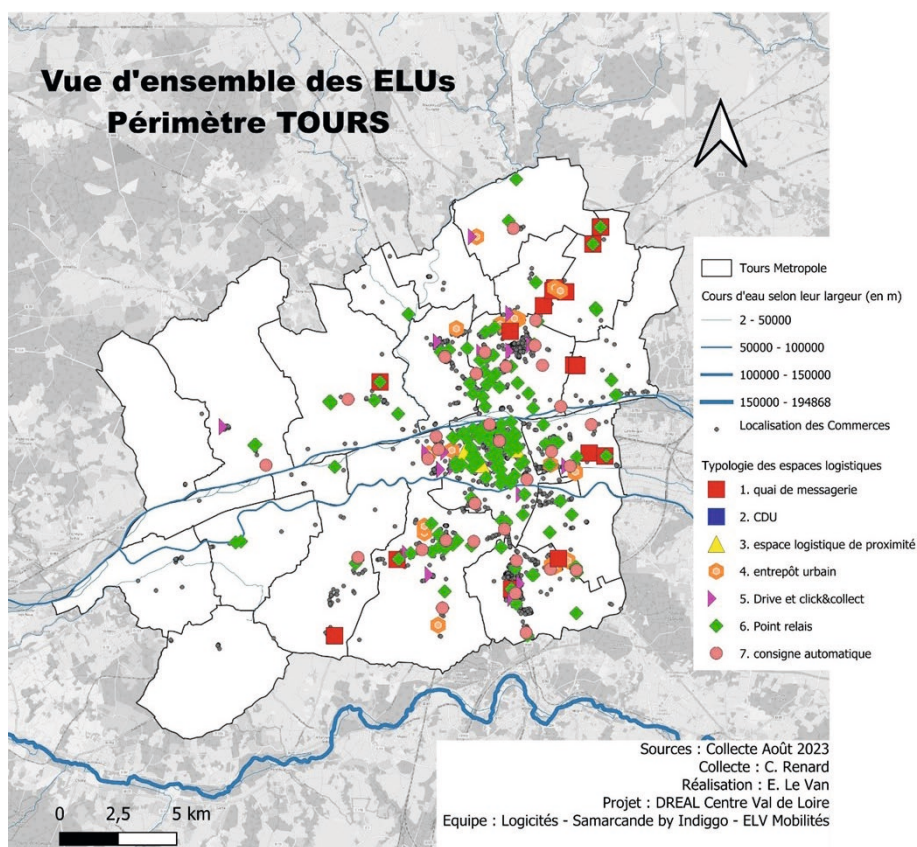 Vue d'ensemble des ELUs
Périmètre TOURS
Tours Metropole
Cours d'eau selon leur largeur (en m)
2 - 50000
50000 - 100000
100000 - 150000
150000 - 194868
Localisation des Commerces
Typologie des espaces logistiques
1. quai de messagerie
2. CDU
3. espace logistique de proximité
4. entrepôt urbain
5. Drive et click&collect
6. Point relais
7. consigne automatique
Sources : Collecte Août 2023
Collecte : C. Renard
Réalisation : E. Le Van
Projet : DREAL Centre Val de Loire
Equipe : Logicités - Samarcande by Indiggo - ELV Mobilités
0 2,5 5 km